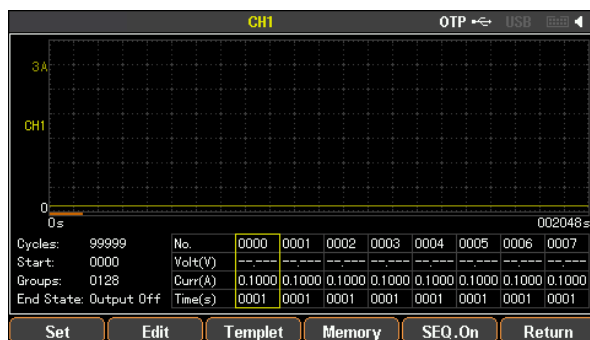 CH1 OTP USB
3A
CH1
0
0s 002048s
Cycles: 99999 No. 0000 0001 0002 0003 0004 0005 0006 0007
Start: 0000 Volt(V) --.--- --.--- --.--- --.--- --.--- --.--- --.--- --.---
Groups: 0128 Curr(A) 0.1000 0.1000 0.1000 0.1000 0.1000 0.1000 0.1000 0.1000
End State: Output Off Time(s) 0001 0001 0001 0001 0001 0001 0001 0001
Set Edit Templet Memory SEQ.On Return